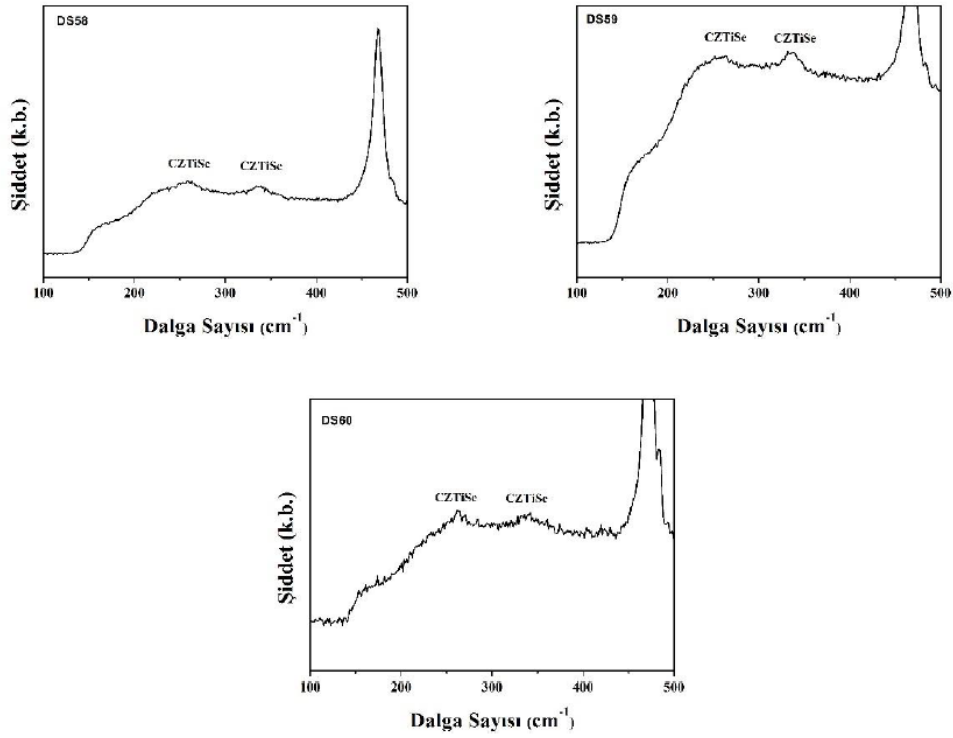 DS58
CZTiSe CZTiSe
Şiddet (k.b.)
100 200 300 400 500
Dalga Sayısı (cm⁻¹)
DS59
CZTiSe CZTiSe
Şiddet (k.b.)
100 200 300 400 500
Dalga Sayısı (cm⁻¹)
DS60
CZTiSe CZTiSe
Şiddet (k.b.)
100 200 300 400 500
Dalga Sayısı (cm⁻¹)